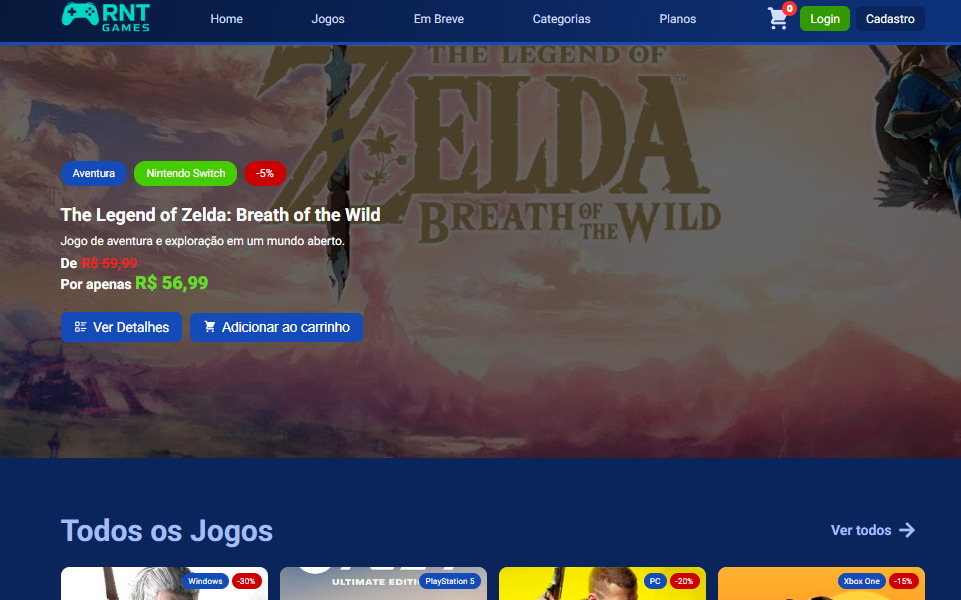 RNT
GAMES
Home
Jogos
Em Breve
Categorias
Planos
0
Login
Cadastro
THE LEGEND OF
ZELDA
TM
BREATH OF THE WILD
Aventura
Nintendo Switch
-5%
The Legend of Zelda: Breath of the Wild
Jogo de aventura e exploração em um mundo aberto.
De R$ 59,99
Por apenas R$ 56,99
Ver Detalhes
Adicionar ao carrinho
Todos os Jogos
Ver todos
Windows
-30%
ULTIMATE EDITI
PlayStation 5
PC
-20%
Xbox One
-15%